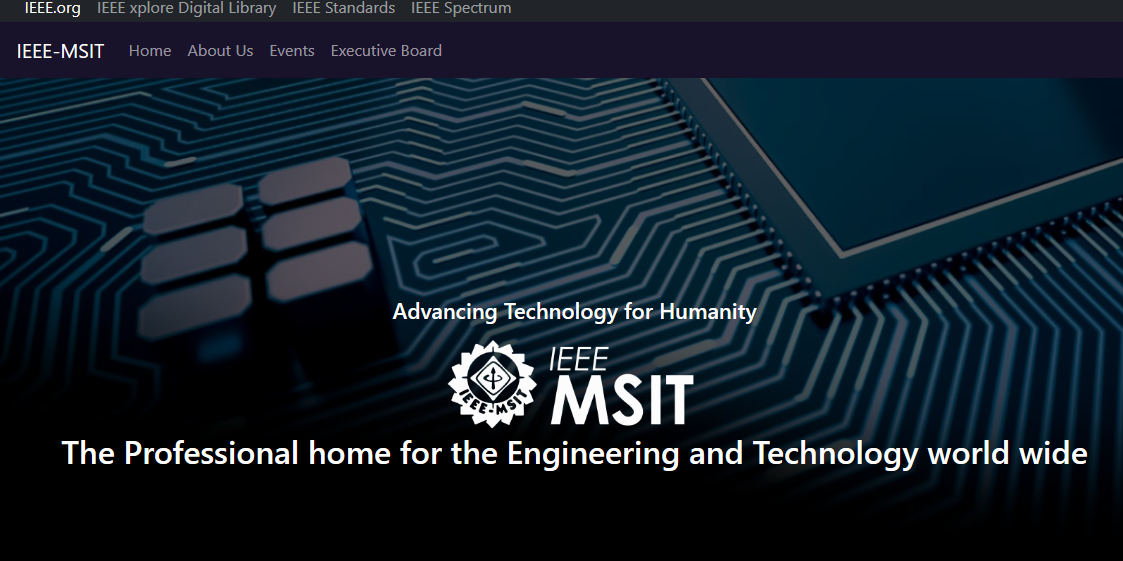 IEEE.org IEEE xplore Digital Library IEEE Standards IEEE Spectrum
IEEE-MSIT Home About Us Events Executive Board
Advancing Technology for Humanity
IEEE
MSIT
IEEE-MSIT
The Professional home for the Engineering and Technology world wide